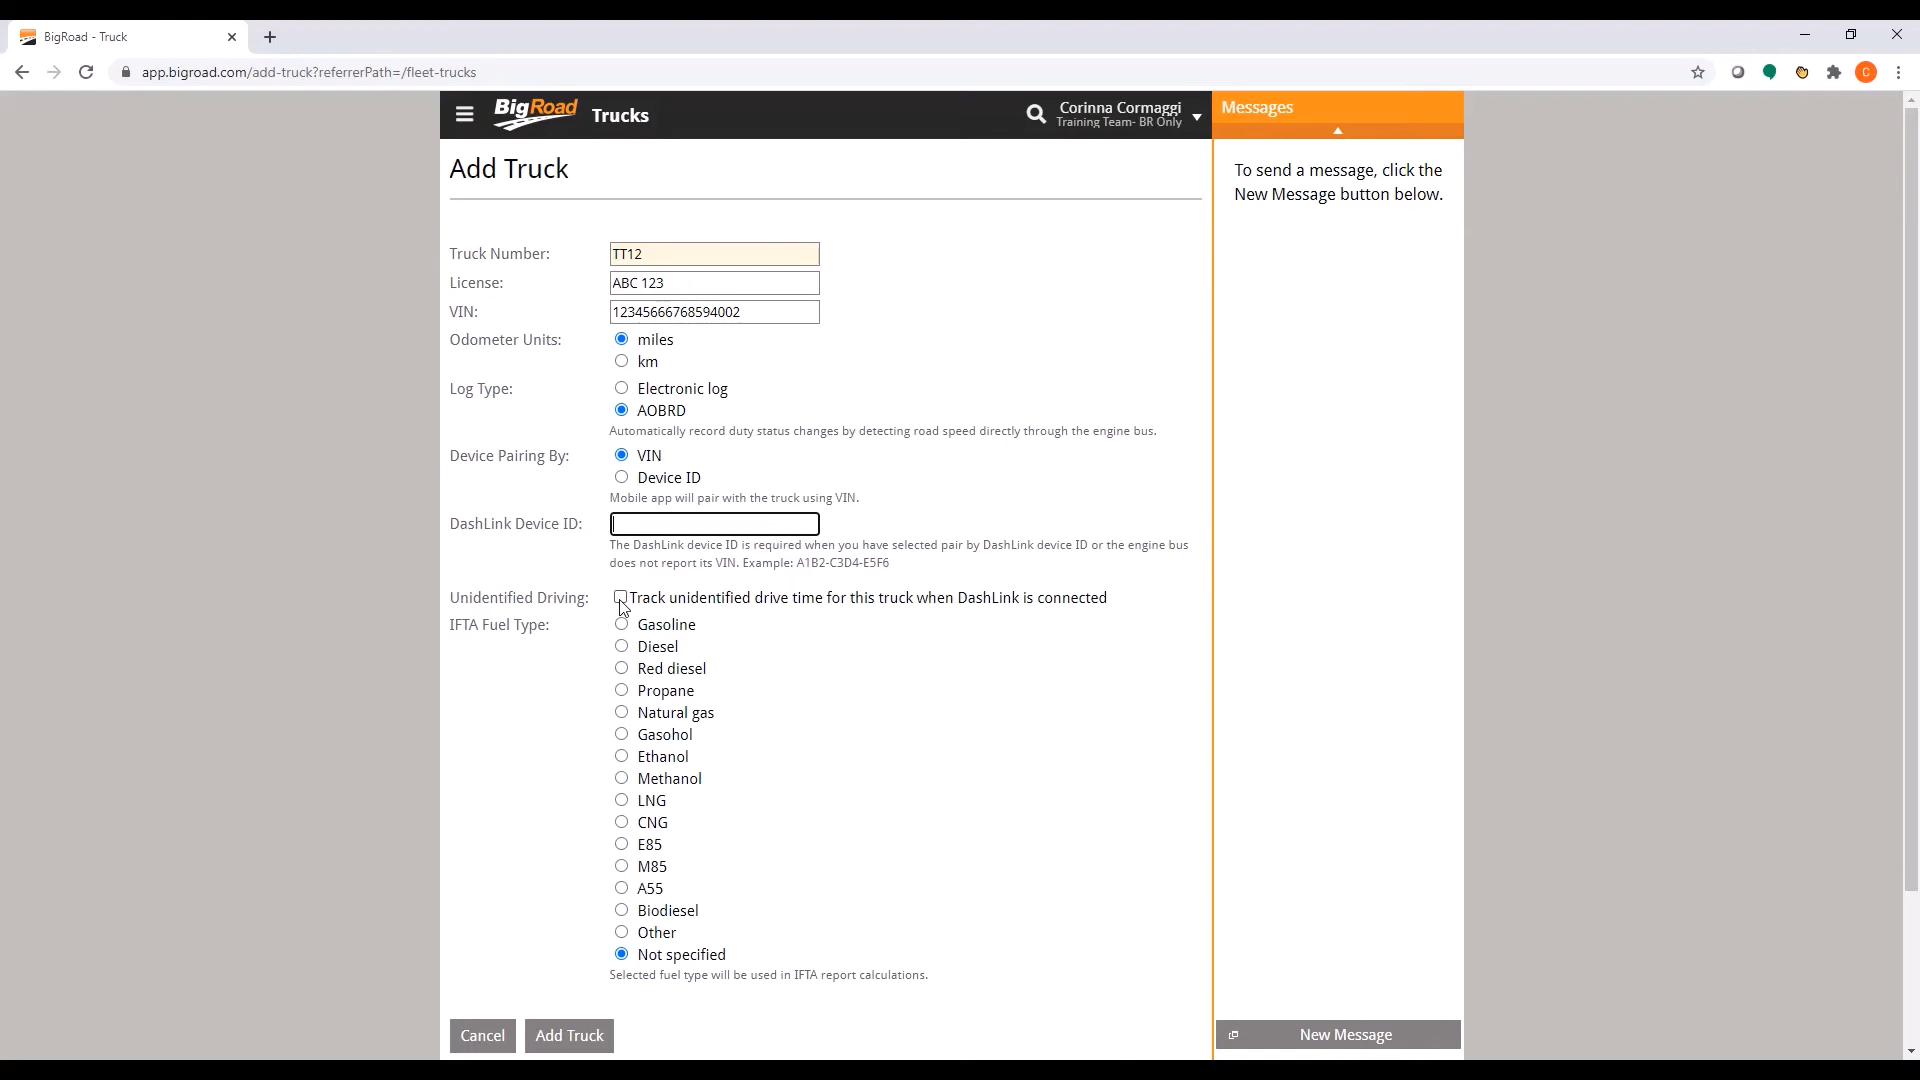 BigRoad - Truck
app.bigroad.com/add-truck?referrerPath=/fleet-trucks
C
BigRoad Trucks
Corinna Cormaggi
Training Team- BR Only
Messages
To send a message, click the
New Message button below.
Add Truck
Truck Number: TT12
License: ABC 123
VIN: 12345666768594002
Odometer Units: miles
km
Log Type: Electronic log
AOBRD
Automatically record duty status changes by detecting road speed directly through the engine bus.
Device Pairing By: VIN
Device ID
Mobile app will pair with the truck using VIN.
DashLink Device ID:
The DashLink device ID is required when you have selected pair by DashLink device ID or the engine bus
does not report its VIN. Example: A1B2-C3D4-E5F6
Unidentified Driving: Track unidentified drive time for this truck when DashLink is connected
IFTA Fuel Type: Gasoline
Diesel
Red diesel
Propane
Natural gas
Gasohol
Ethanol
Methanol
LNG
CNG
E85
M85
A55
Biodiesel
Other
Not specified
Selected fuel type will be used in IFTA report calculations.
Cancel Add Truck
New Message